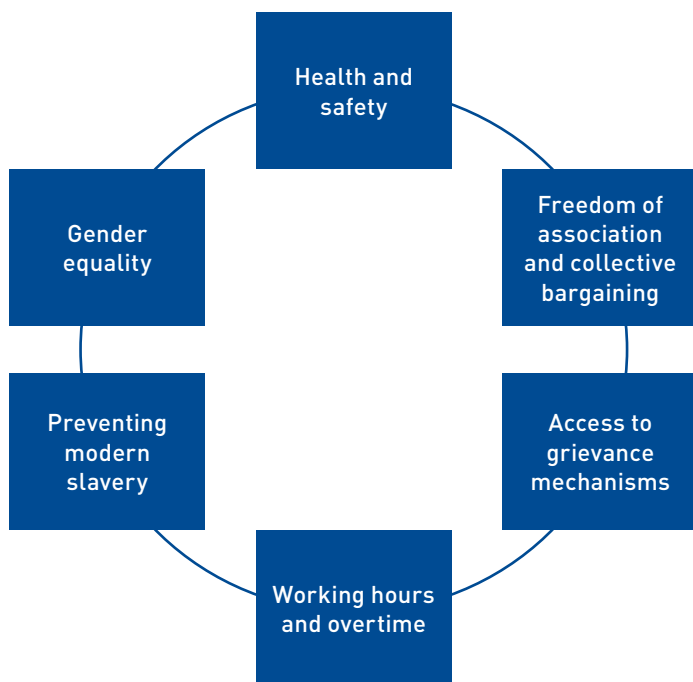 Health and
safety
Freedom of
association
and collective
bargaining
Access to
grievance
mechanisms
Working hours
and overtime
Preventing
modern
slavery
Gender
equality